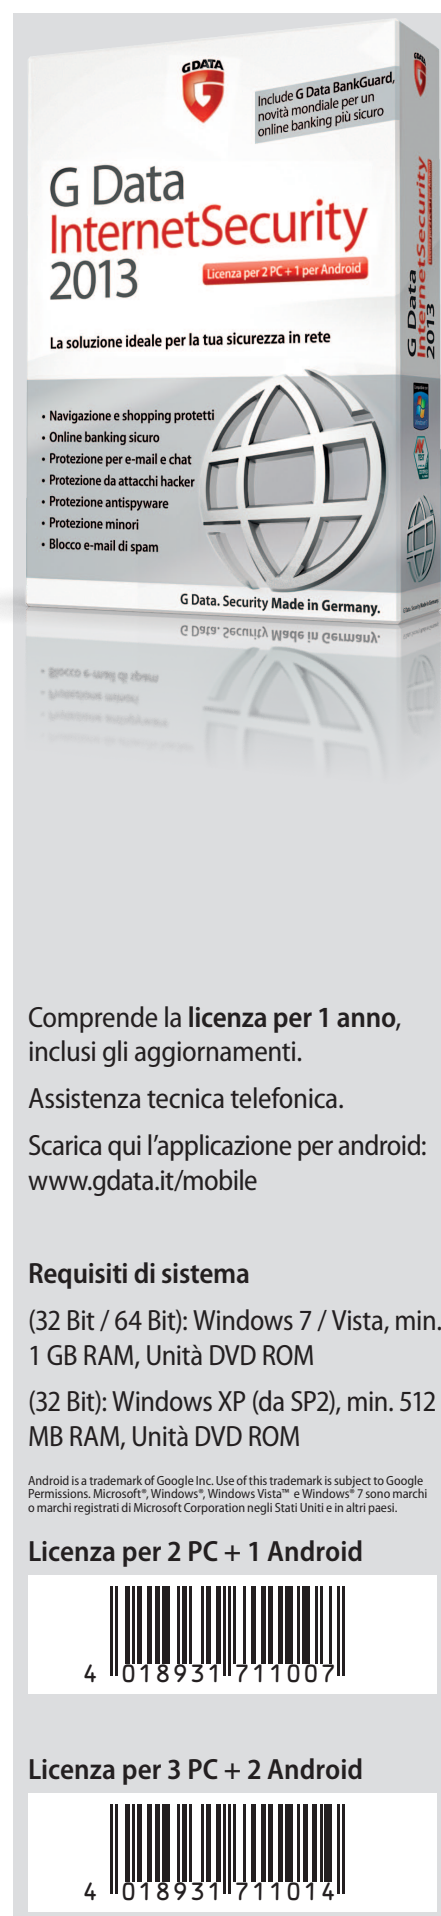 GDATA
Include G Data BankGuard,
novità mondiale per un
online banking più sicuro
G Data
InternetSecurity
2013
Licenza per 2 PC + 1 per Android
La soluzione ideale per la tua sicurezza in rete
• Navigazione e shopping protetti
• Online banking sicuro
• Protezione per e-mail e chat
• Protezione da attacchi hacker
• Protezione antispyware
• Protezione minori
• Blocco e-mail di spam
G Data. Security Made in Germany.
G Data
InternetSecurity
2013
Comprende la licenza per 1 anno,
inclusi gli aggiornamenti.
Assistenza tecnica telefonica.
Scarica qui l'applicazione per android:
www.gdata.it/mobile
Requisiti di sistema
(32 Bit / 64 Bit): Windows 7 / Vista, min.
1 GB RAM, Unità DVD ROM
(32 Bit): Windows XP (da SP2), min. 512
MB RAM, Unità DVD ROM
Android is a trademark of Google Inc. Use of this trademark is subject to Google
Permissions. Microsoft®, Windows®, Windows Vista™ e Windows® 7 sono marchi
o marchi registrati di Microsoft Corporation negli Stati Uniti e in altri paesi.
Licenza per 2 PC + 1 Android
4 018931 711007
Licenza per 3 PC + 2 Android
4 018931 711014